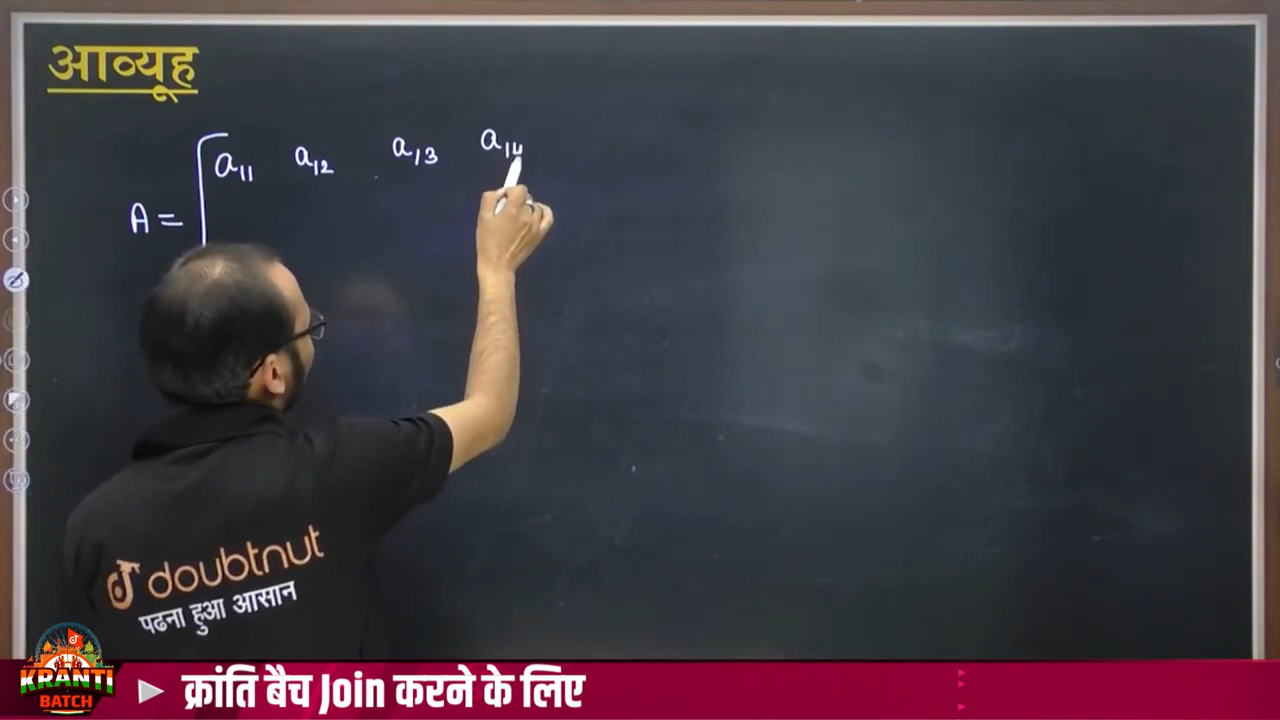 आव्यूह
a₁₁ a₁₂ a₁₃ a₁₄
A =
doubtnut
पढना हुआ आसान
KRANTI
BATCH
क्रांति बैच Join करने के लिए